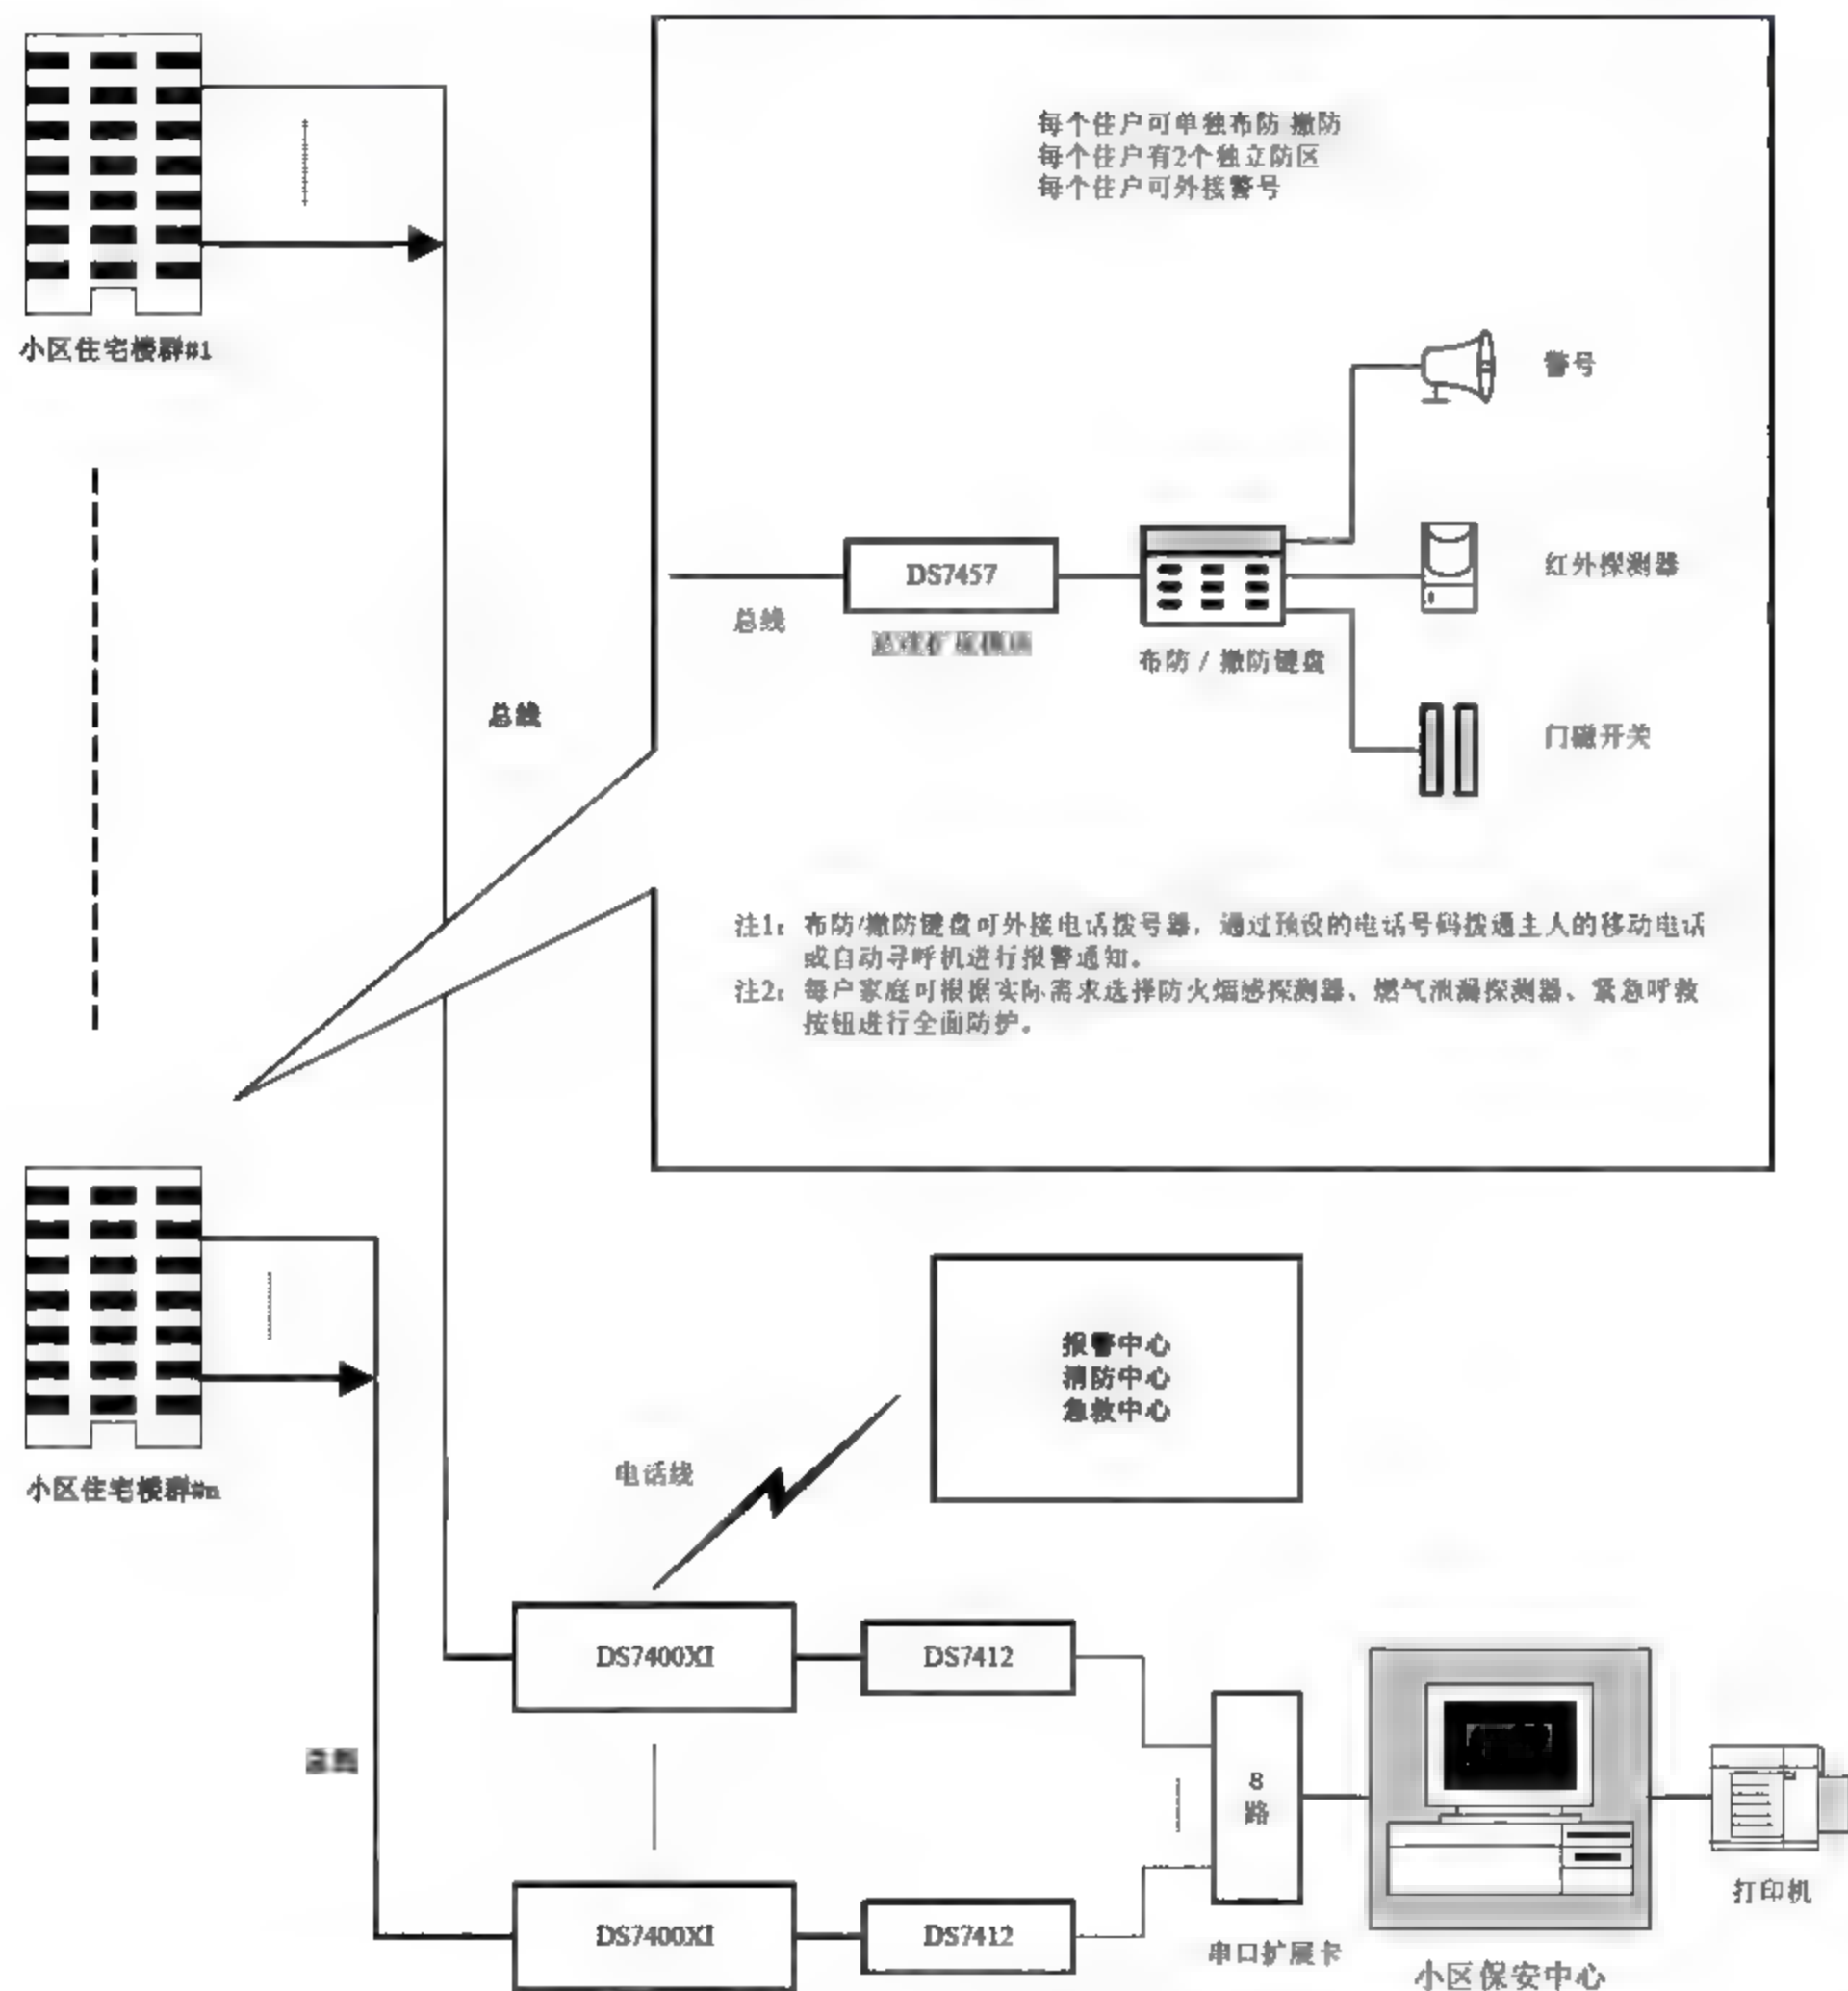 每个住户可单独布防 撤防
每个住户有2个独立防区
每个住户可外接警号
小区住宅楼群#1
警号
DS7457
红外探测器
总线
布防 / 撤防键盘
总线
门磁开关
注1: 布防/撤防键盘可外接电话拨号器，通过预设的电话号码拨通主人的移动电话
或自动寻呼机进行报警通知。
注2: 每户家庭可根据实际需求选择防火烟感探测器、燃气泄漏探测器、紧急呼救
按钮进行全面防护。
报警中心
消防中心
急救中心
电话线
小区住宅楼群#n
DS7400XI
DS7412
8
路
打印机
DS7400XI
DS7412
串口扩展卡
小区保安中心